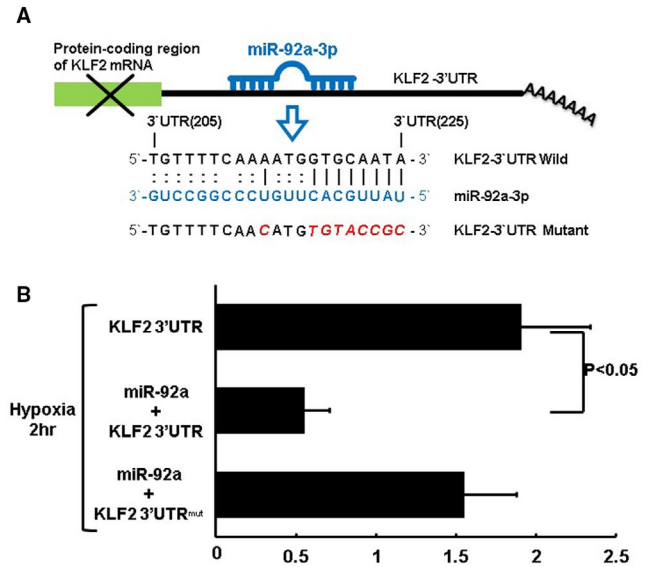 A
Protein-coding region
of KLF2 mRNA
miR-92a-3p
KLF2 -3'UTR
AAAAAAA
3`UTR(205)
3`UTR(225)
5`-TGTTTTCAAAATGGTGCAATA - 3` KLF2-3`UTR Wild
3`-GUCCGGCCCUGUUCACGUUAU - 5` miR-92a-3p
5`-TGTTTTCAACATGTGTACCGC - 3` KLF2-3`UTR Mutant
B
Hypoxia
2hr
KLF2 3'UTR
miR-92a
+
KLF2 3'UTR
miR-92a
+
KLF2 3'UTRmut
P<0.05
0 0.5 1 1.5 2 2.5